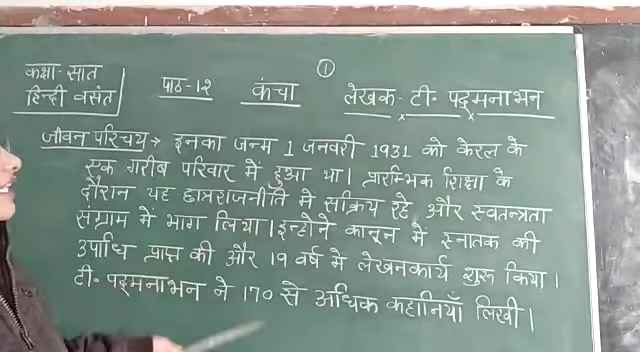 ①
कक्षा- सात
हिन्दी वसंत
पाठ-12 कंचा लेखक- टी॰ पद्मनाभन
जीवन परिचय→ इनका जन्म 1 जनवरी 1931 को केरल के
एक गरीब परिवार में हुआ था। प्रारम्भिक शिक्षा के
दौरान यह छात्रराजनीति में सक्रिय रहे और स्वतन्त्रता
संग्राम में भाग लिया। इन्होने कानून में स्नातक की
उपाधि प्राप्त की और 19 वर्ष मे लेखनकार्य शुरू किया।
टी॰ पद्मनाभन ने 170 से अधिक कहानियाँ लिखी।